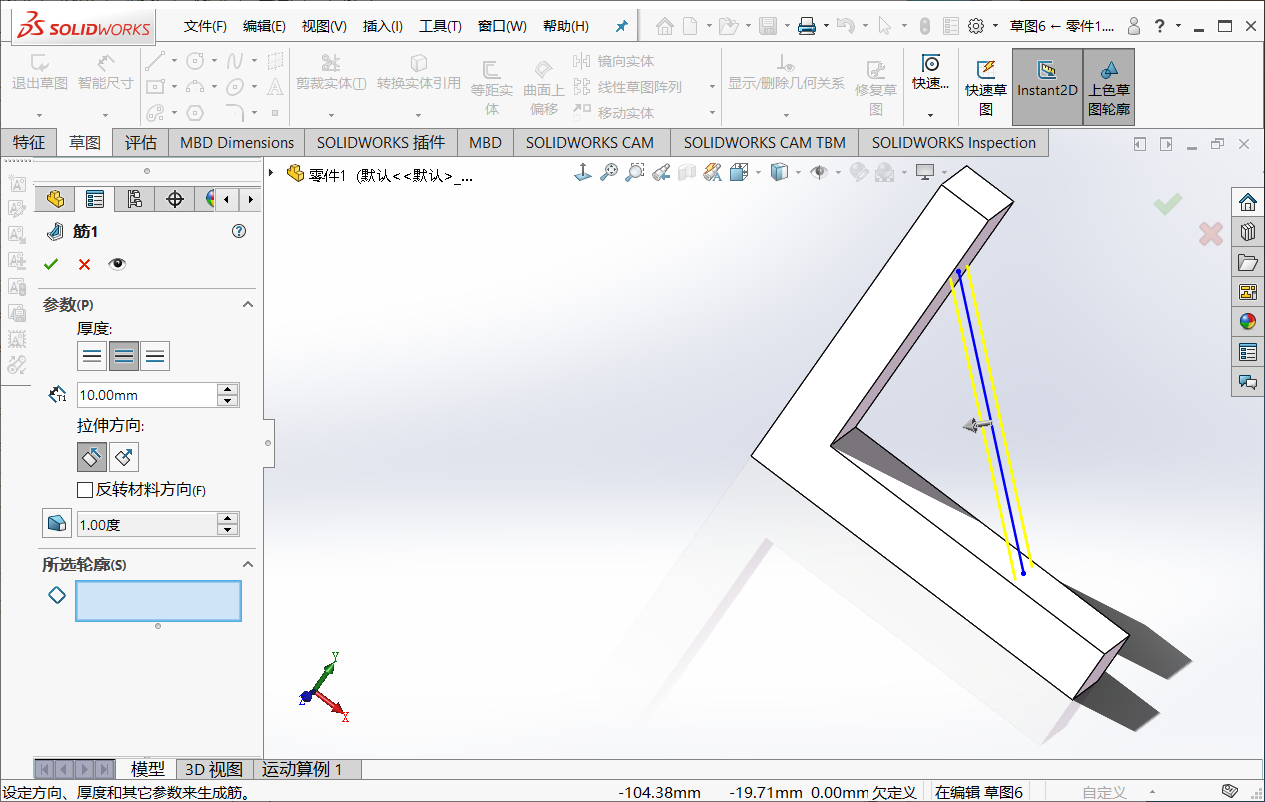 SOLIDWORKS 文件(F) 编辑(E) 视图(V) 插入(I) 工具(T) 窗口(W) 帮助(H) 草图6 ← 零件1.... ?
退出草图 智能尺寸 剪裁实体(T) 转换实体引用 等距实体 曲面上偏移 镜向实体 线性草图阵列 移动实体 显示/删除几何关系 修复草图 快速... 快速草图 Instant2D 上色草图轮廓
特征 草图 评估 MBD Dimensions SOLIDWORKS 插件 MBD SOLIDWORKS CAM SOLIDWORKS CAM TBM SOLIDWORKS Inspection
零件1 (默认<<默认>_...
筋1
参数(P)
厚度:
T1 10.00mm
拉伸方向:
反转材料方向(F)
1.00度
所选轮廓(S)
Y
Z
X
模型 3D 视图 运动算例 1
设定方向、厚度和其它参数来生成筋。 -104.38mm -19.71mm 0.00mm 欠定义 在编辑 草图6 自定义